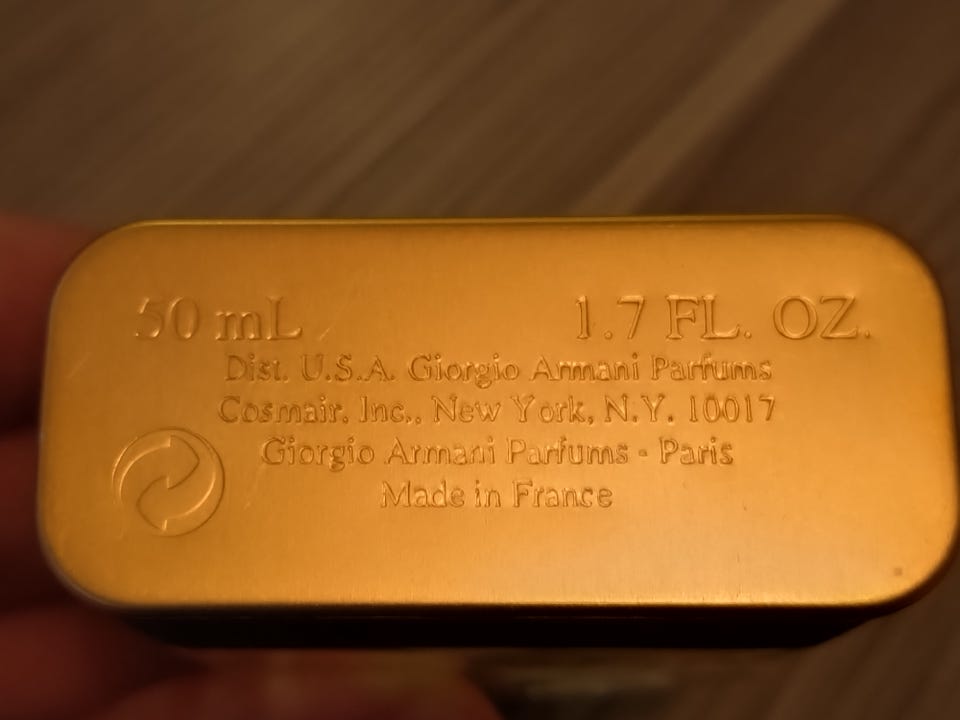 50 mL 1.7 FL. OZ.
Dist. U.S.A. Giorgio Armani Parfums
Cosmair, Inc., New York, N.Y. 10017
Giorgio Armani Parfums - Paris
Made in France